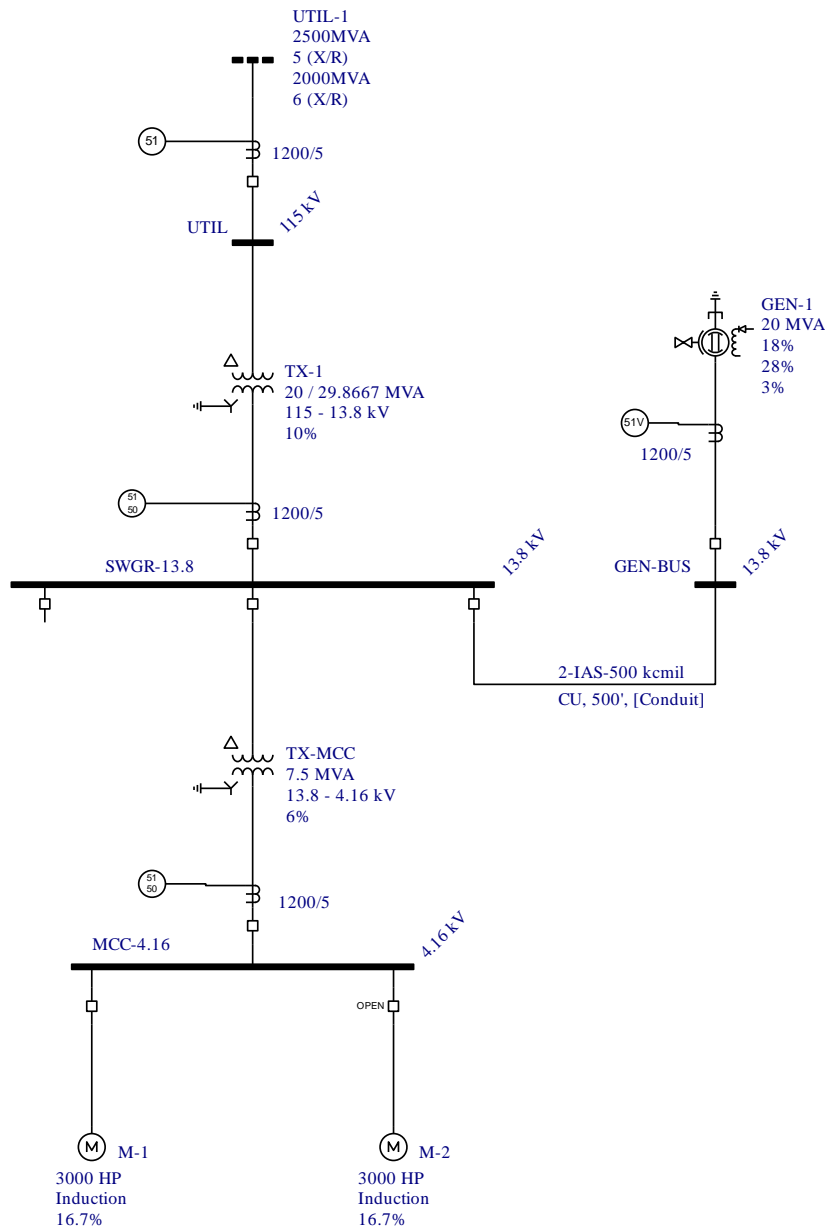 UTIL-1
2500MVA
5 (X/R)
2000MVA
6 (X/R)
51
1200/5
UTIL
115 kV
TX-1
20 / 29.8667 MVA
115 - 13.8 kV
10%
GEN-1
20 MVA
18%
28%
3%
51V
1200/5
51
50
1200/5
SWGR-13.8
13.8 kV
GEN-BUS
13.8 kV
2-IAS-500 kcmil
CU, 500', [Conduit]
TX-MCC
7.5 MVA
13.8 - 4.16 kV
6%
51
50
1200/5
MCC-4.16
4.16 kV
OPEN
M
M-1
3000 HP
Induction
16.7%
M
M-2
3000 HP
Induction
16.7%